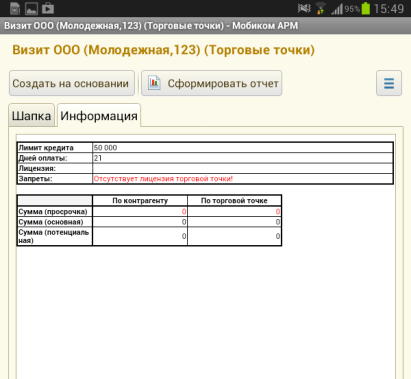 95% 15:49
Визит ООО (Молодежная,123) (Торговые точки) - Мобиком АРМ
Визит ООО (Молодежная,123) (Торговые точки)
Создать на основании Сформировать отчет
Шапка Информация
Лимит кредита 50 000
Дней оплаты: 21
Лицензия:
Запреты: Отсутствует лицензия торговой точки!
По контрагенту По торговой точке
Сумма (просрочка) 0 0
Сумма (основная) 0 0
Сумма (потенциаль
ная) 0 0